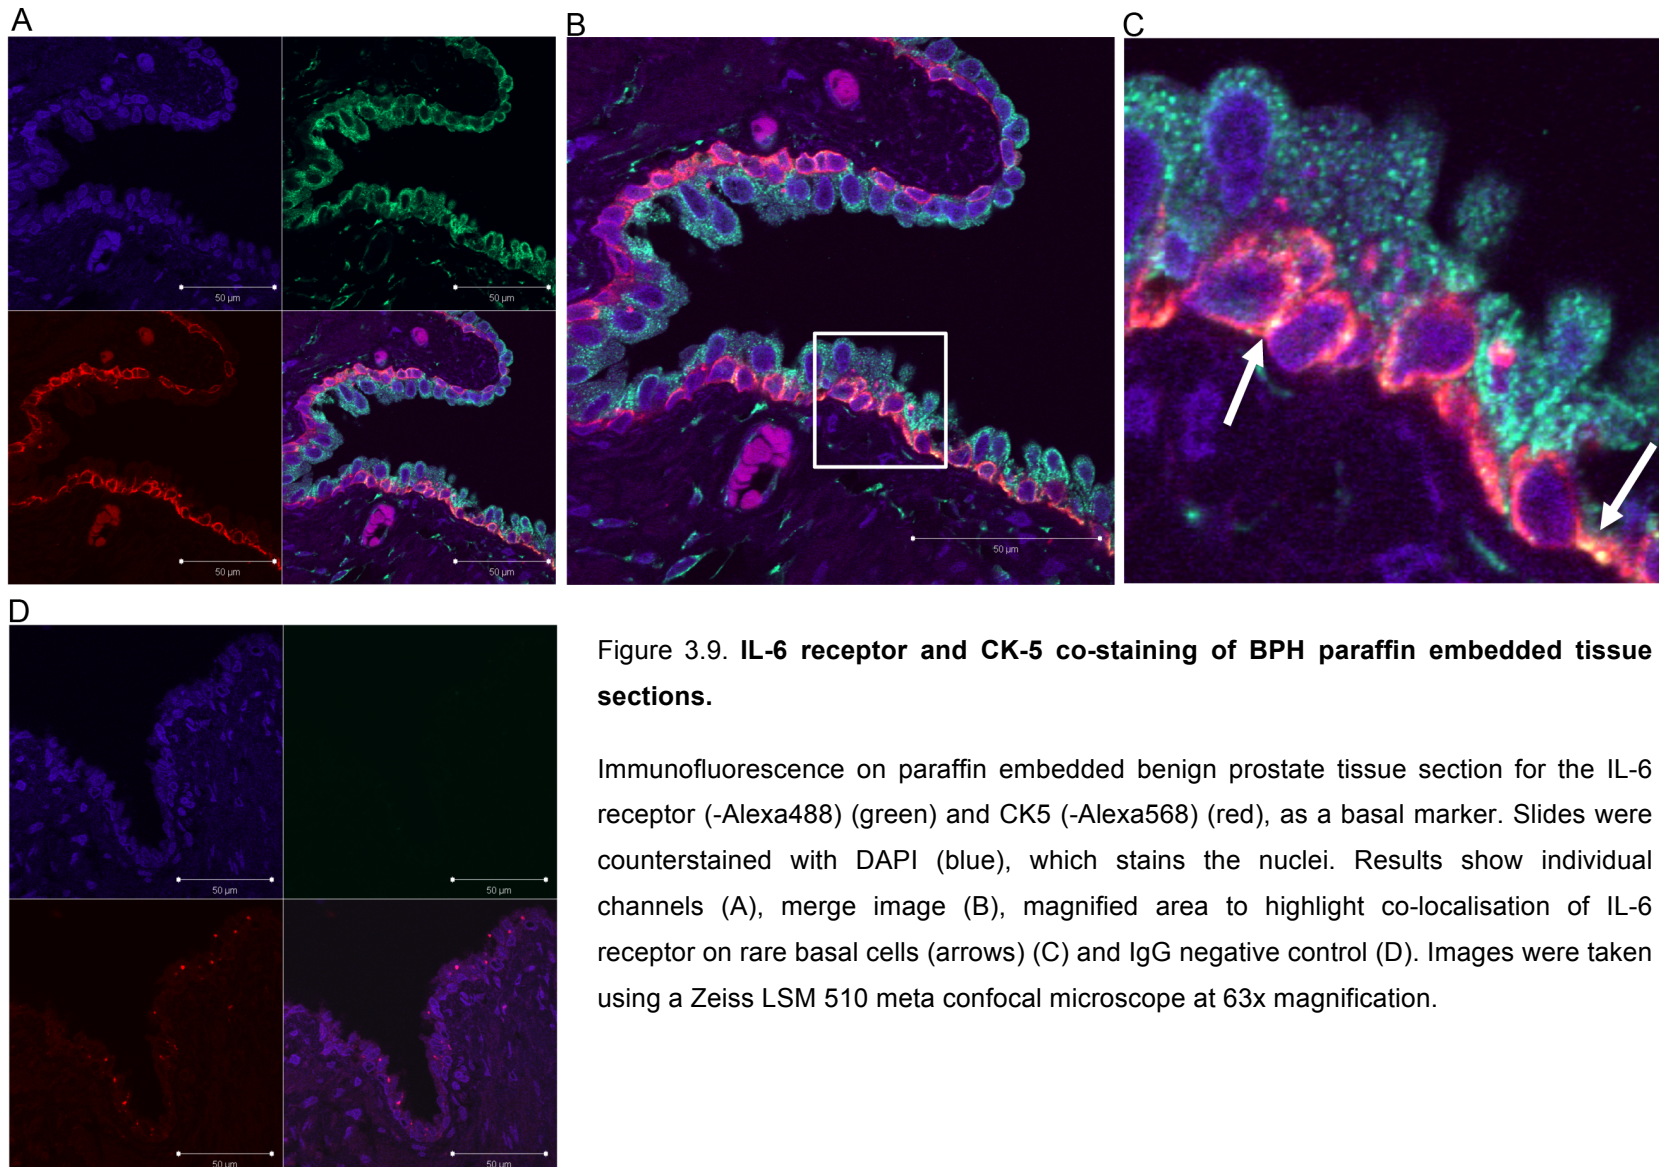 A
B
C
50 µm
50 µm
50 µm
50 µm
50 µm
D
50 µm
50 µm
50 µm
50 µm
Figure 3.9. IL-6 receptor and CK-5 co-staining of BPH paraffin embedded tissue
sections.
Immunofluorescence on paraffin embedded benign prostate tissue section for the IL-6
receptor (-Alexa488) (green) and CK5 (-Alexa568) (red), as a basal marker. Slides were
counterstained with DAPI (blue), which stains the nuclei. Results show individual
channels (A), merge image (B), magnified area to highlight co-localisation of IL-6
receptor on rare basal cells (arrows) (C) and IgG negative control (D). Images were taken
using a Zeiss LSM 510 meta confocal microscope at 63x magnification.